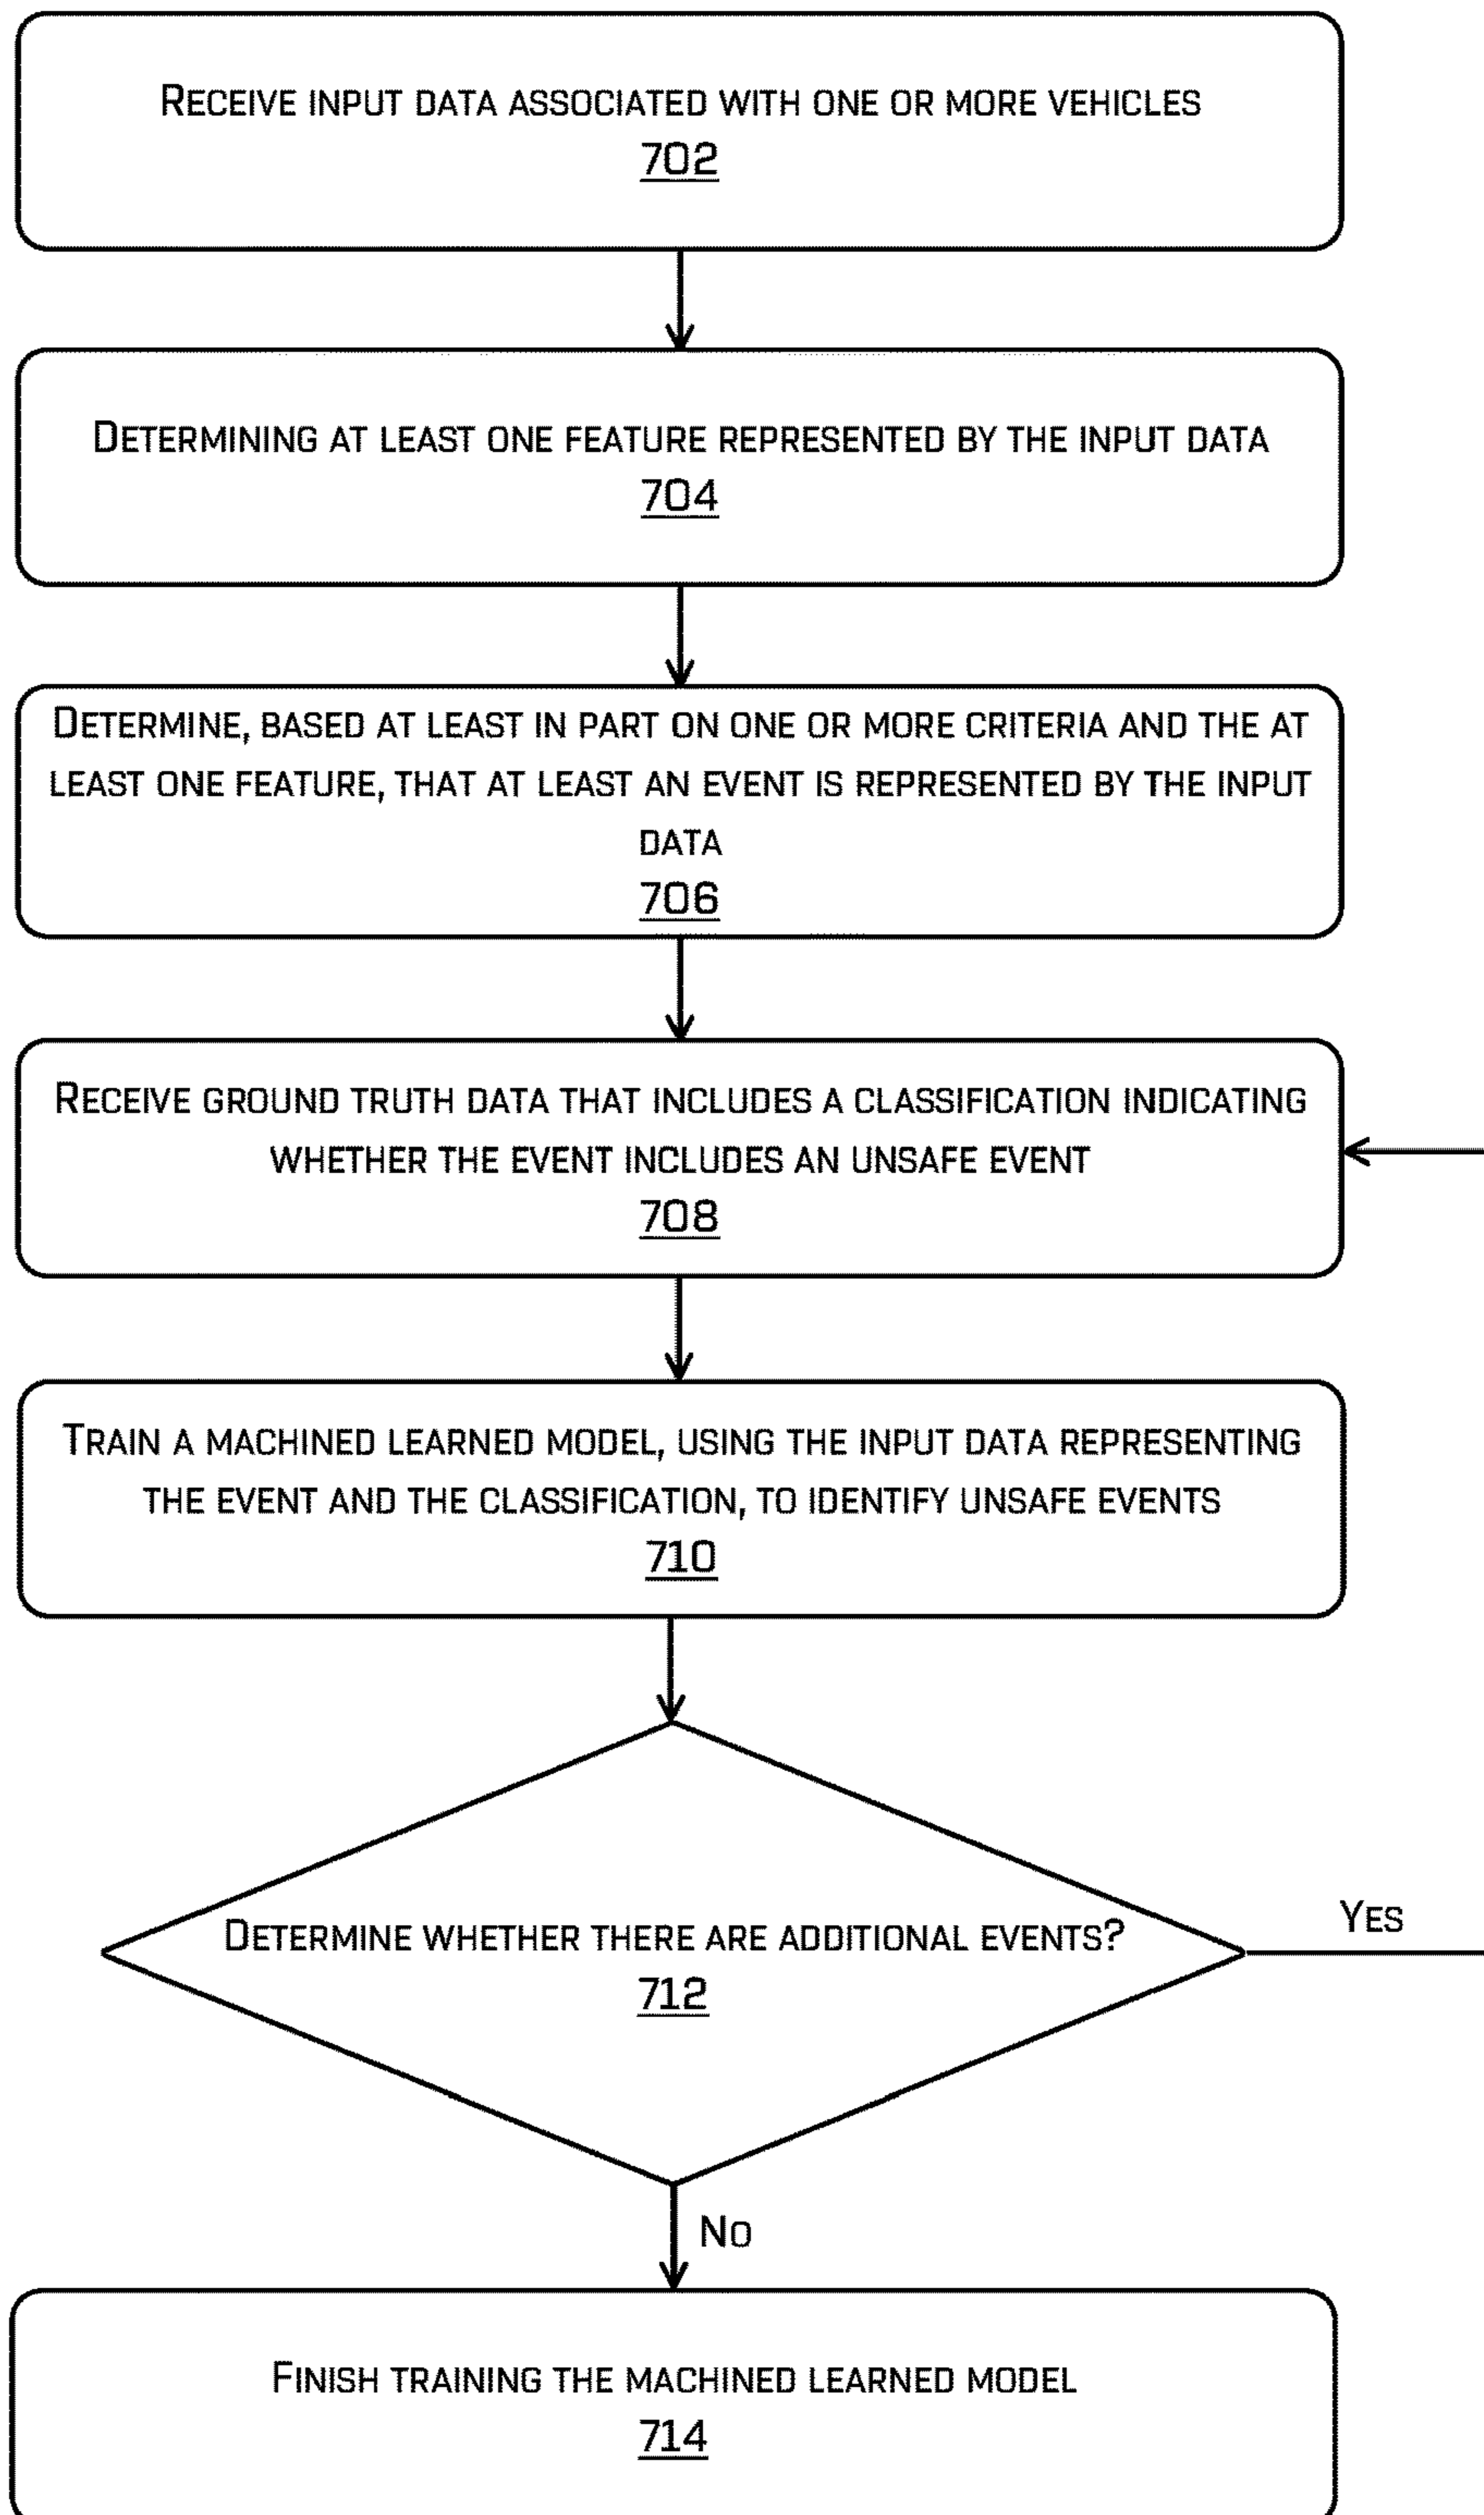 RECEIVE INPUT DATA ASSOCIATED WITH ONE OR MORE VEHICLES
702
DETERMINING AT LEAST ONE FEATURE REPRESENTED BY THE INPUT DATA
704
DETERMINE, BASED AT LEAST IN PART ON ONE OR MORE CRITERIA AND THE AT
LEAST ONE FEATURE, THAT AT LEAST AN EVENT IS REPRESENTED BY THE INPUT
DATA
706
RECEIVE GROUND TRUTH DATA THAT INCLUDES A CLASSIFICATION INDICATING
WHETHER THE EVENT INCLUDES AN UNSAFE EVENT
708
TRAIN A MACHINED LEARNED MODEL, USING THE INPUT DATA REPRESENTING
THE EVENT AND THE CLASSIFICATION, TO IDENTIFY UNSAFE EVENTS
710
DETERMINE WHETHER THERE ARE ADDITIONAL EVENTS?
712
YES
NO
FINISH TRAINING THE MACHINED LEARNED MODEL
714